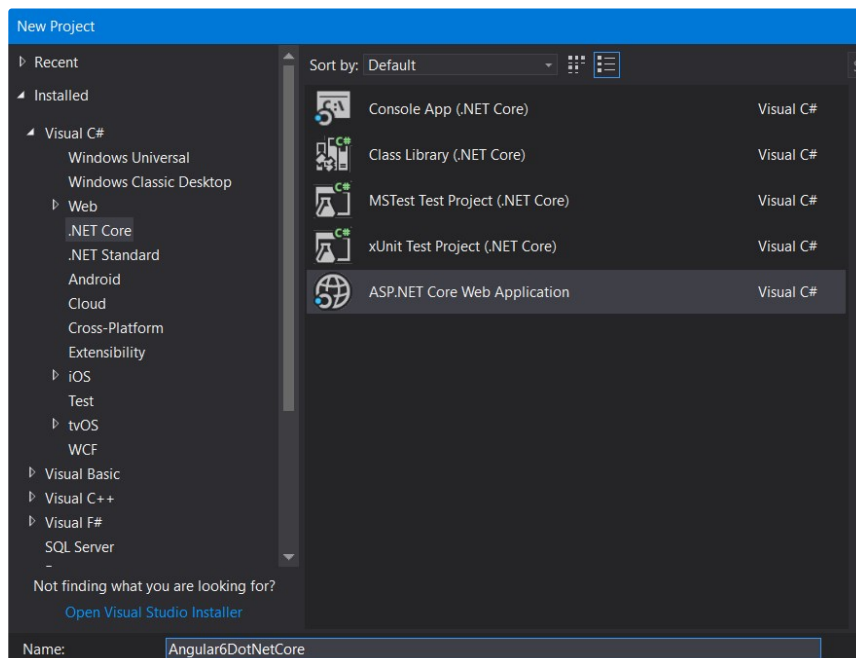 New Project
Recent
Installed
Visual C#
Windows Universal
Windows Classic Desktop
Web
.NET Core
.NET Standard
Android
Cloud
Cross-Platform
Extensibility
iOS
Test
tvOS
WCF
Visual Basic
Visual C++
Visual F#
SQL Server
Not finding what you are looking for?
Open Visual Studio Installer
Sort by: Default
Console App (.NET Core) Visual C#
Class Library (.NET Core) Visual C#
MSTest Test Project (.NET Core) Visual C#
xUnit Test Project (.NET Core) Visual C#
ASP.NET Core Web Application Visual C#
Name: Angular6DotNetCore